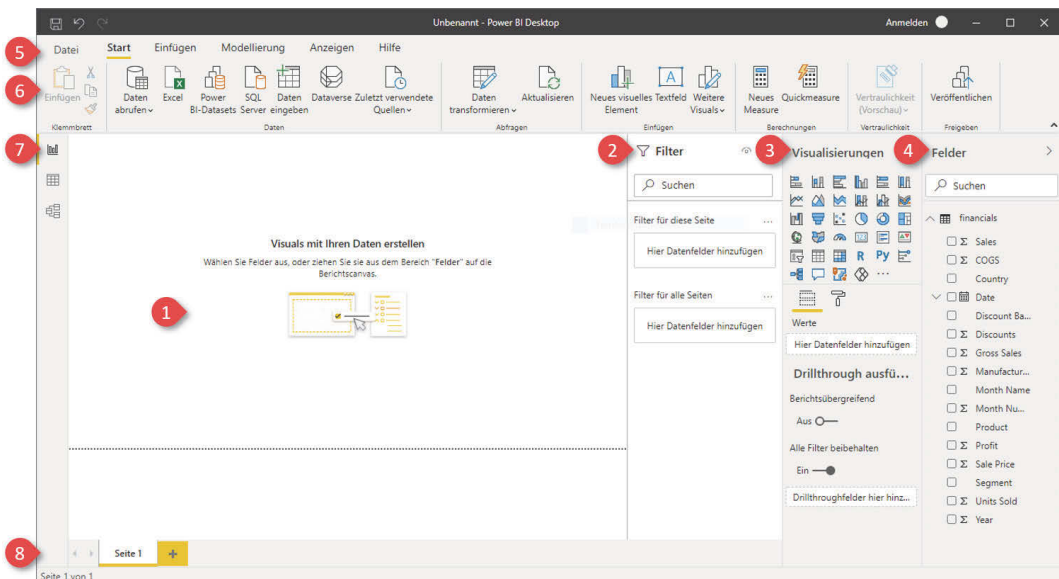 Unbenannt - Power BI Desktop
Anmelden
5
Datei
Start
Einfügen
Modellierung
Anzeigen
Hilfe
6
Einfügen
Daten
abrufen
Excel
Power
BI-Datasets
SQL
Server
Daten
eingeben
Dataverse
Zuletzt verwendete
Quellen
Daten
transformieren
Aktualisieren
Neues visuelles
Element
Textfeld
Weitere
Visuals
Neues
Measure
Quickmeasure
Vertraulichkeit
(Vorschau)
Veröffentlichen
Klemmbrett
Daten
Abfragen
Einfügen
Berechnungen
Vertraulichkeit
Freigeben
7
Visuals mit Ihren Daten erstellen
Wählen Sie Felder aus, oder ziehen Sie sie aus dem Bereich "Felder" auf die
Berichtscanvas.
1
2
Filter
Suchen
Filter für diese Seite
...
Hier Datenfelder hinzufügen
Filter für alle Seiten
...
Hier Datenfelder hinzufügen
3
Visualisierungen
R
Py
...
Werte
Hier Datenfelder hinzufügen
Drillthrough ausfü...
Berichtsübergreifend
Aus
Alle Filter beibehalten
Ein
Drillthroughfelder hier hinz...
4
Felder
Suchen
financials
Σ Sales
Σ COGS
Country
Date
Discount Ba...
Σ Discounts
Σ Gross Sales
Σ Manufactur...
Month Name
Σ Month Nu...
Product
Σ Profit
Σ Sale Price
Segment
Σ Units Sold
Σ Year
8
Seite 1
+
Seite 1 von 1